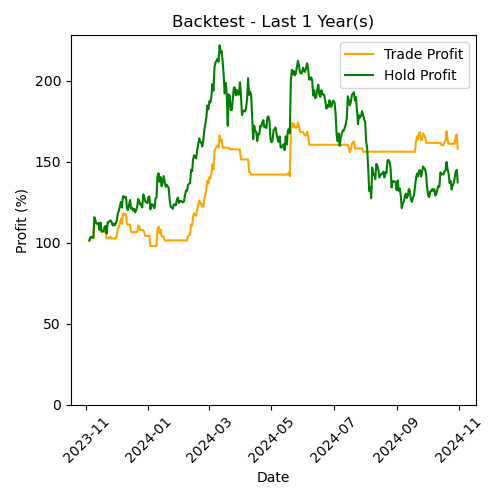 Backtest - Last 1 Year(s)
Trade Profit
Hold Profit
Profit (%)
200
150
100
50
0
2023-11
2024-01
2024-03
2024-05
2024-07
2024-09
2024-11
Date